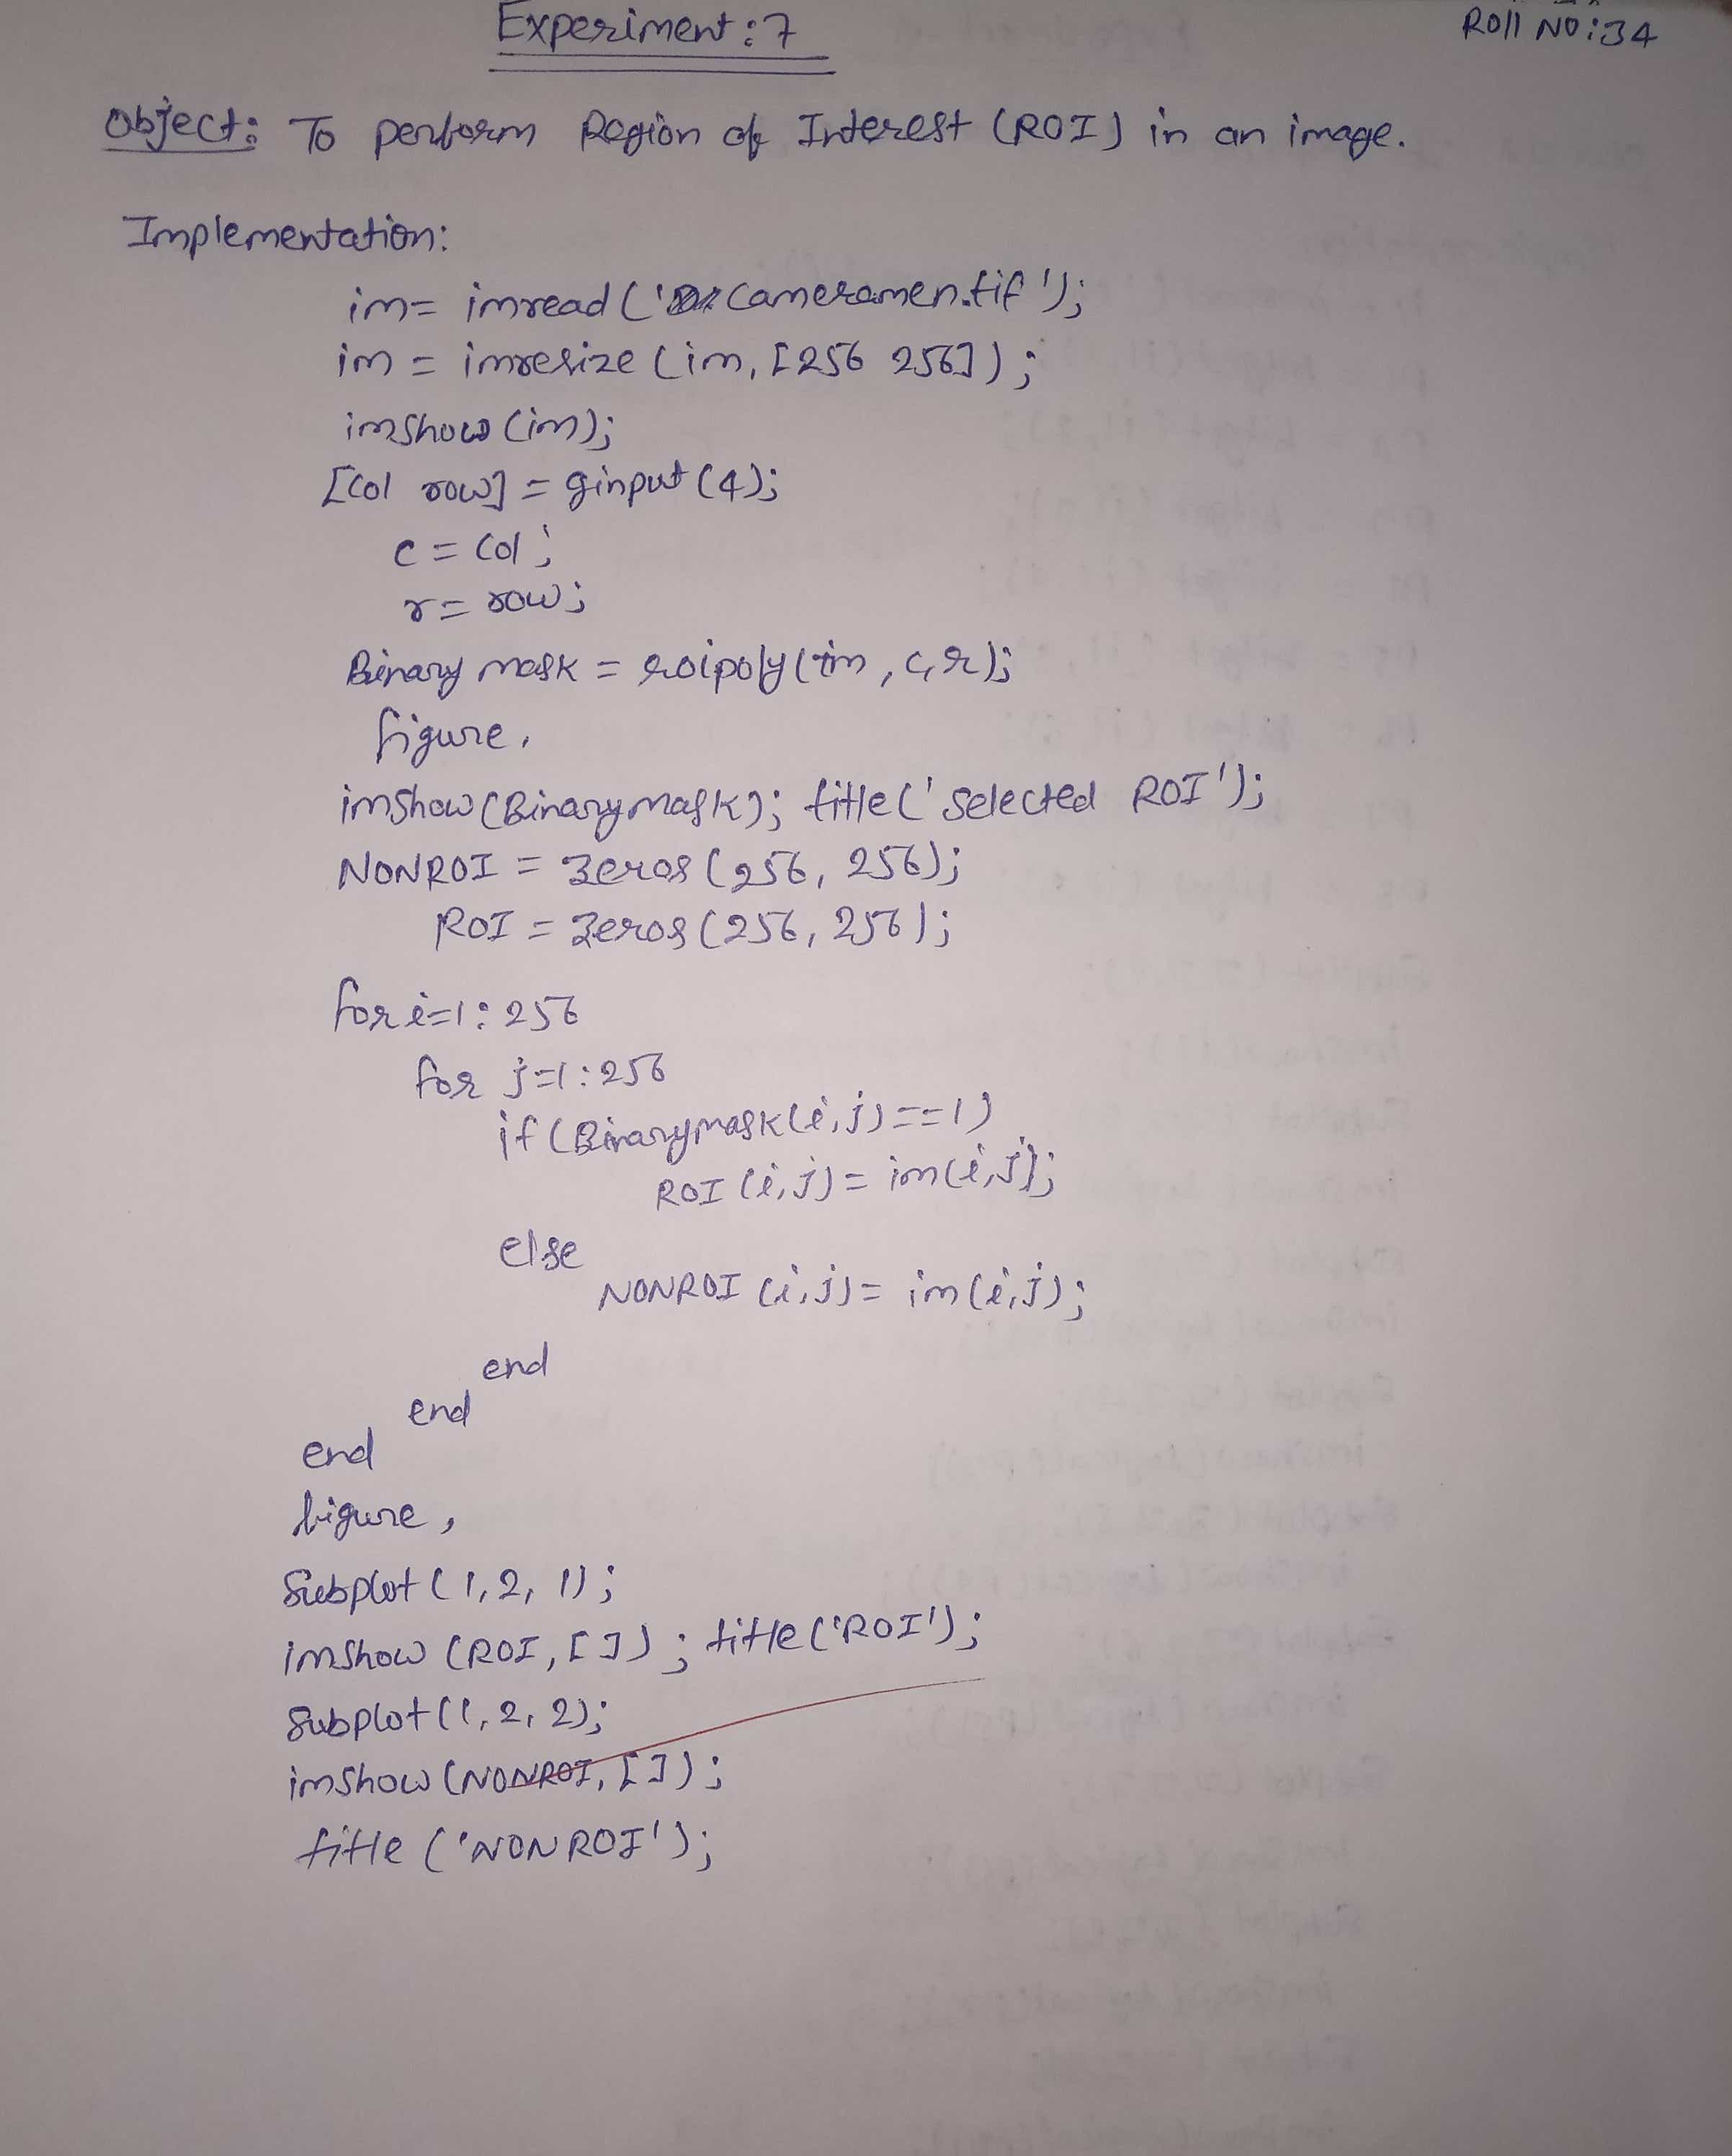 Experiment: 7
Roll NO: 34
Object: To perform Region of Interest (ROI) in an image.
Implementation:
im= imread ('Cameramen.tif');
im = imresize (im, [256 256]);
imshow (im);
[col row] = ginput (4);
c = col;
r = row;
Binary mask = roipoly (im, c, r);
figure,
imshow (Binarymask); title ('Selected ROI');
NONROI = zeros (256, 256);
ROI = zeros (256, 256);
for i=1: 256
for j=1: 256
if (Binarymask (i, j) == 1)
ROI (i, j) = im (i, j);
else
NONROI (i, j) = im (i, j);
end
end
end
figure,
Subplot (1, 2, 1);
imshow (ROI, [ ]); title ('ROI');
Subplot (1, 2, 2);
imshow (NONROI, [ ]);
title ('NONROI');